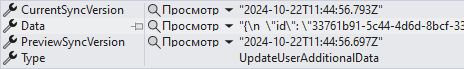 CurrentSyncVersion Просмотр "2024-10-22T11:44:56.793Z"
Data Просмотр "{\n \"id\": \"33761b91-5c44-4d6d-8bcf-33
PreviewSyncVersion Просмотр "2024-10-22T11:44:56.697Z"
Type UpdateUserAdditionalData